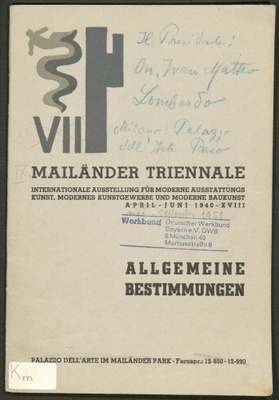 Il Presidente:
On. Ivan Matteo
Lombardo
Milano, Palazzo
dell'Arte Parco
VII
MAILÄNDER TRIENNALE
INTERNATIONALE AUSSTELLUNG FÜR MODERNE AUSSTATTUNGS
KUNST, MODERNES KUNSTGEWERBE UND MODERNE BAUKUNST
APRIL - JUNI 1940 - XVIII
1951
Werkbund
Deutscher Werkbund
Bayern e.V. DWB
8 München 40
Martiusstraße 8
ALLGEMEINE
BESTIMMUNGEN
Km
PALAZZO DELL'ARTE IM MAILÄNDER PARK - Fernspr.: 12-850 - 12-990